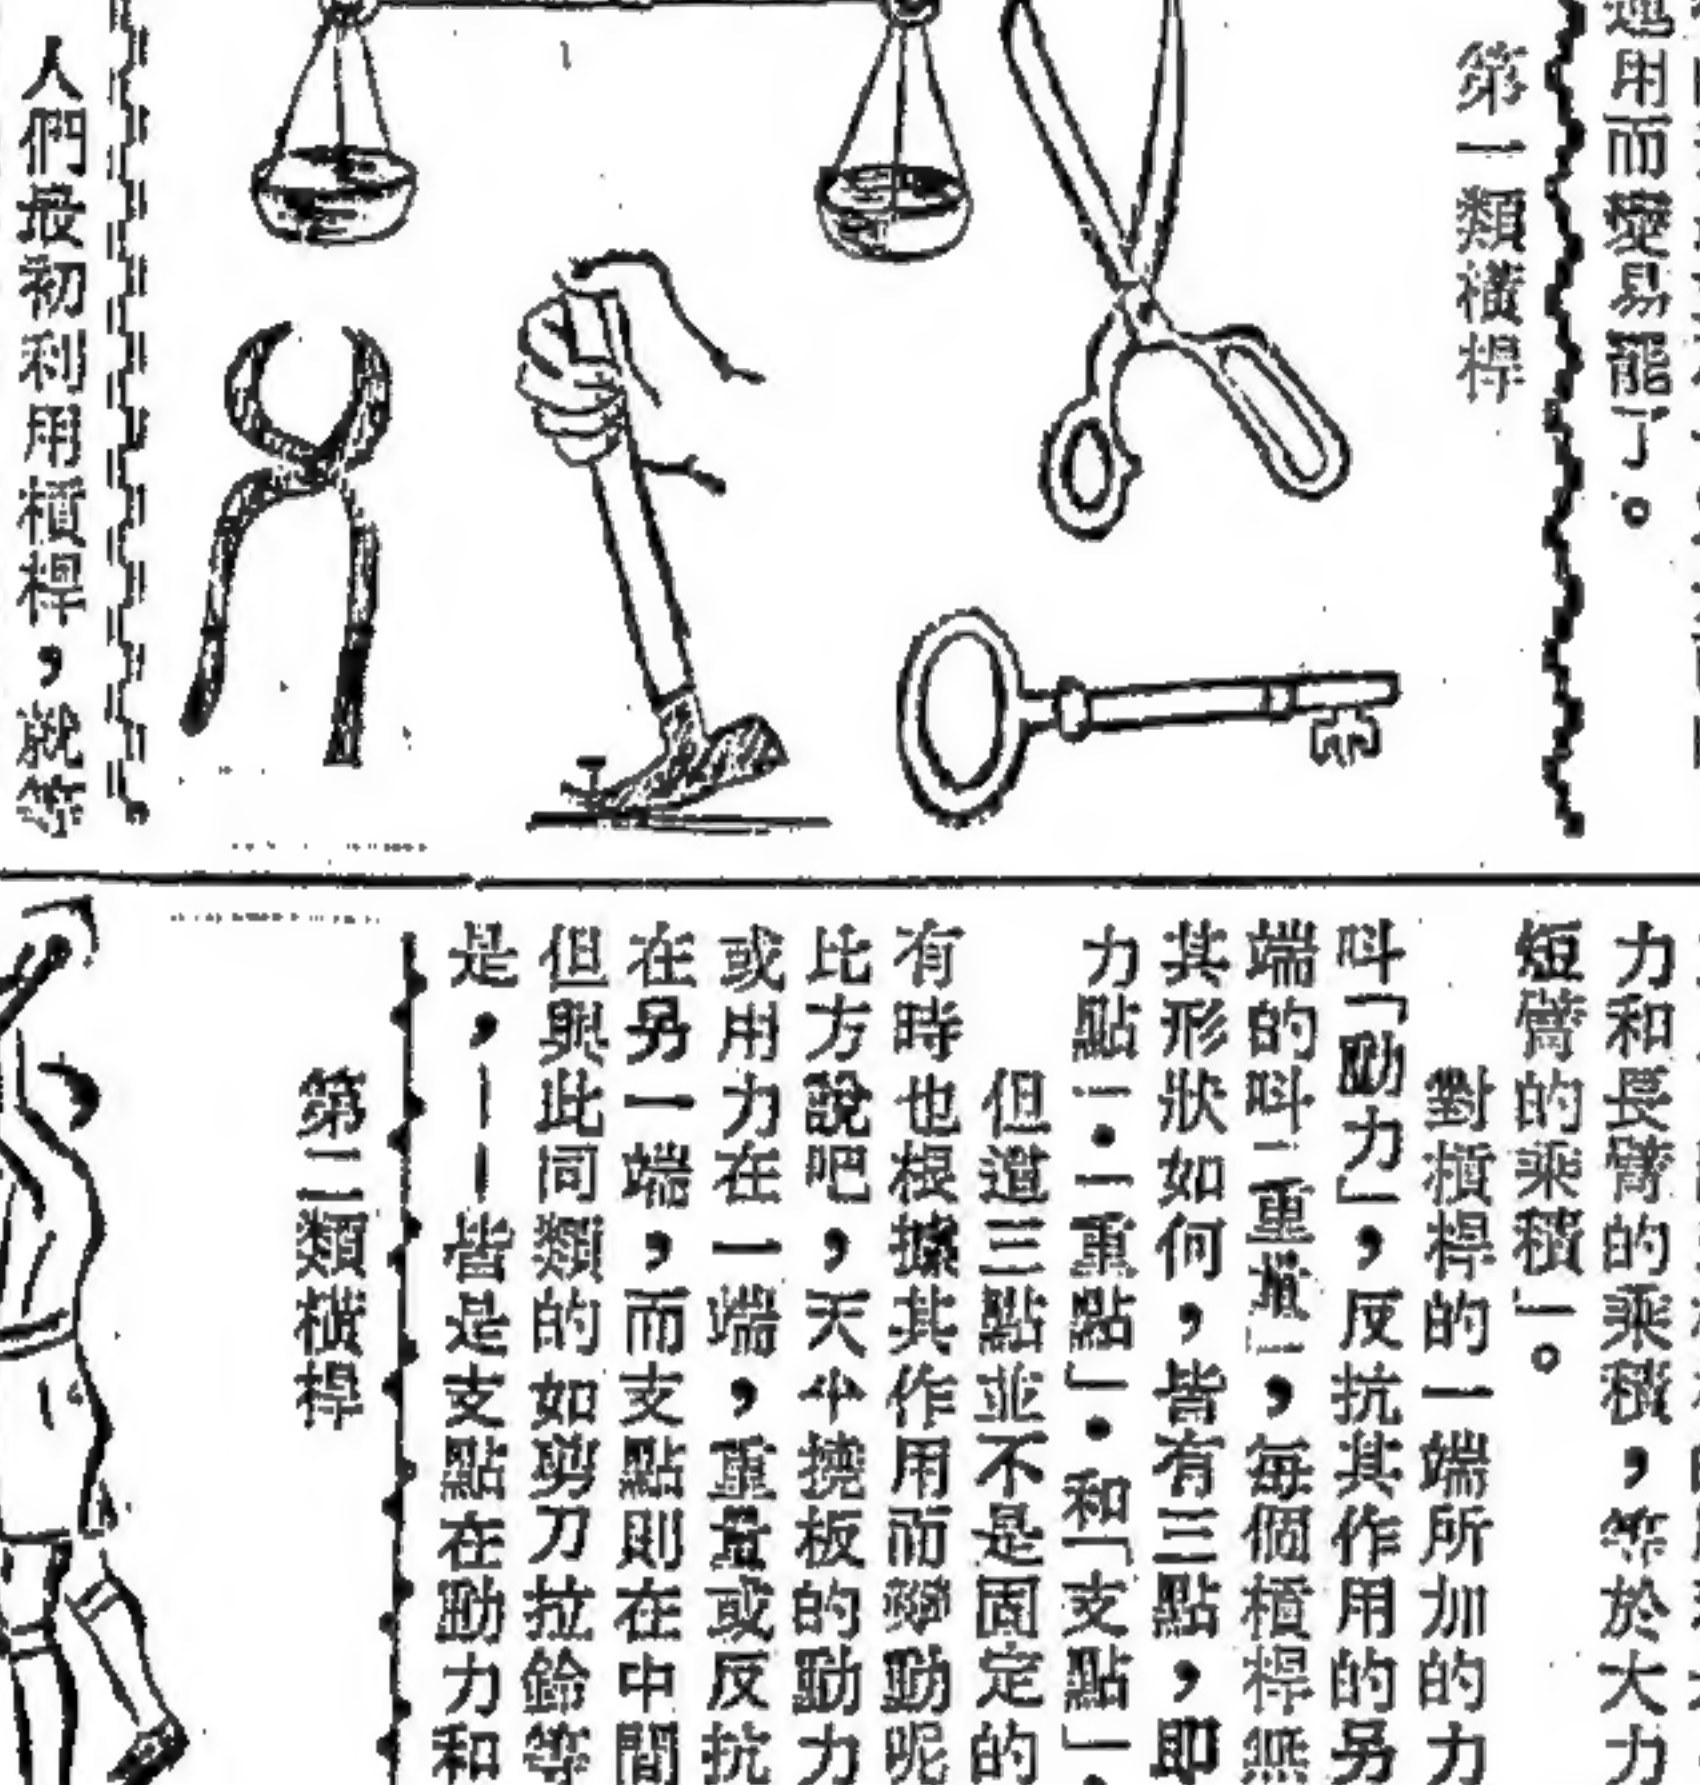 運用而變易罷了。
第一類槓桿
人們最初利用槓桿，就等
力和長臂的乘積，等於大力
短臂的乘積」。
對槓桿的一端所加的力
叫「動力」，反抗其作用的另
端的叫「重量」，每個槓桿無
其形狀如何，皆有三點，即
力點」·「重點」·和「支點」·
但這三點並不是固定的
有時也根據其作用而變動呢
比方說吧，天平撓板的動力
或用力在一端，重量或反抗
在另一端，而支點則在中間
但與此同類的如剪刀拉鈴等
是，——皆是支點在動力和
第二類槓桿